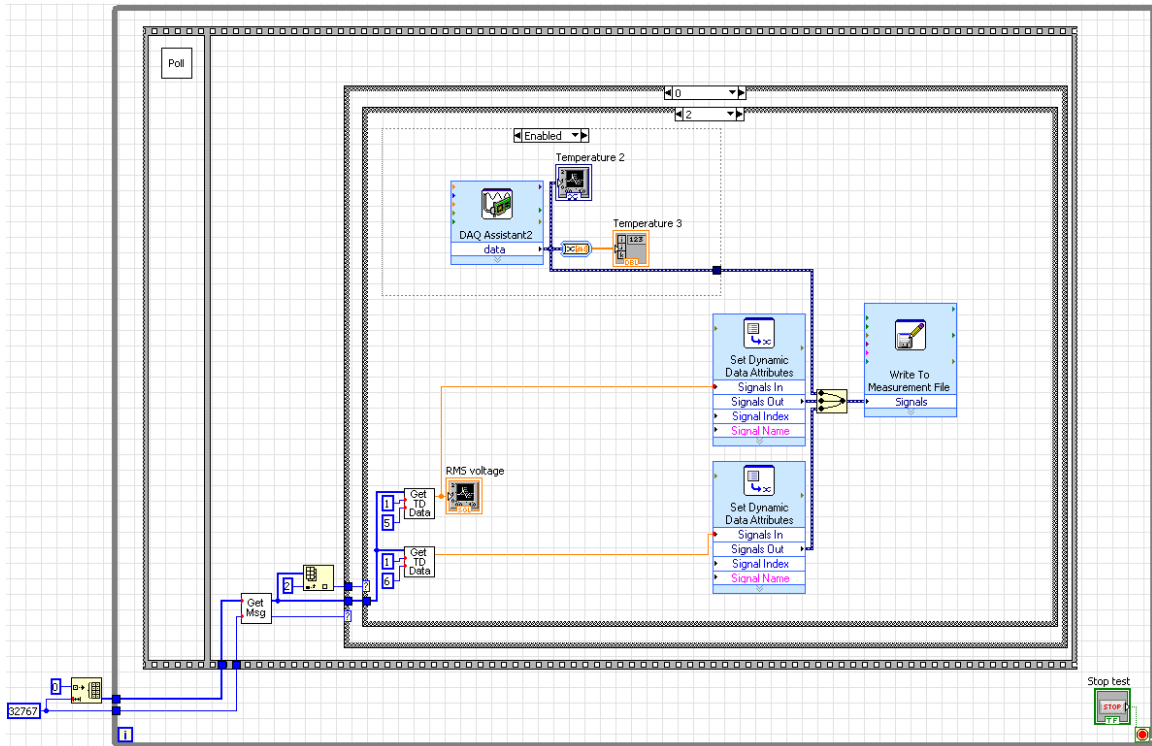 Poll
0
2
Enabled
Temperature 2
DAQ Assistant2
data
Temperature 3
123
DBL
Set Dynamic
Data Attributes
Signals In
Signals Out
Signal Index
Signal Name
Write To
Measurement File
Signals
RMS voltage
Get
TD
Data
1
5
Set Dynamic
Data Attributes
Signals In
Signals Out
Signal Index
Signal Name
Get
TD
Data
1
6
2
?
Get
Msg
?
0
32767
i
Stop test
STOP
TF